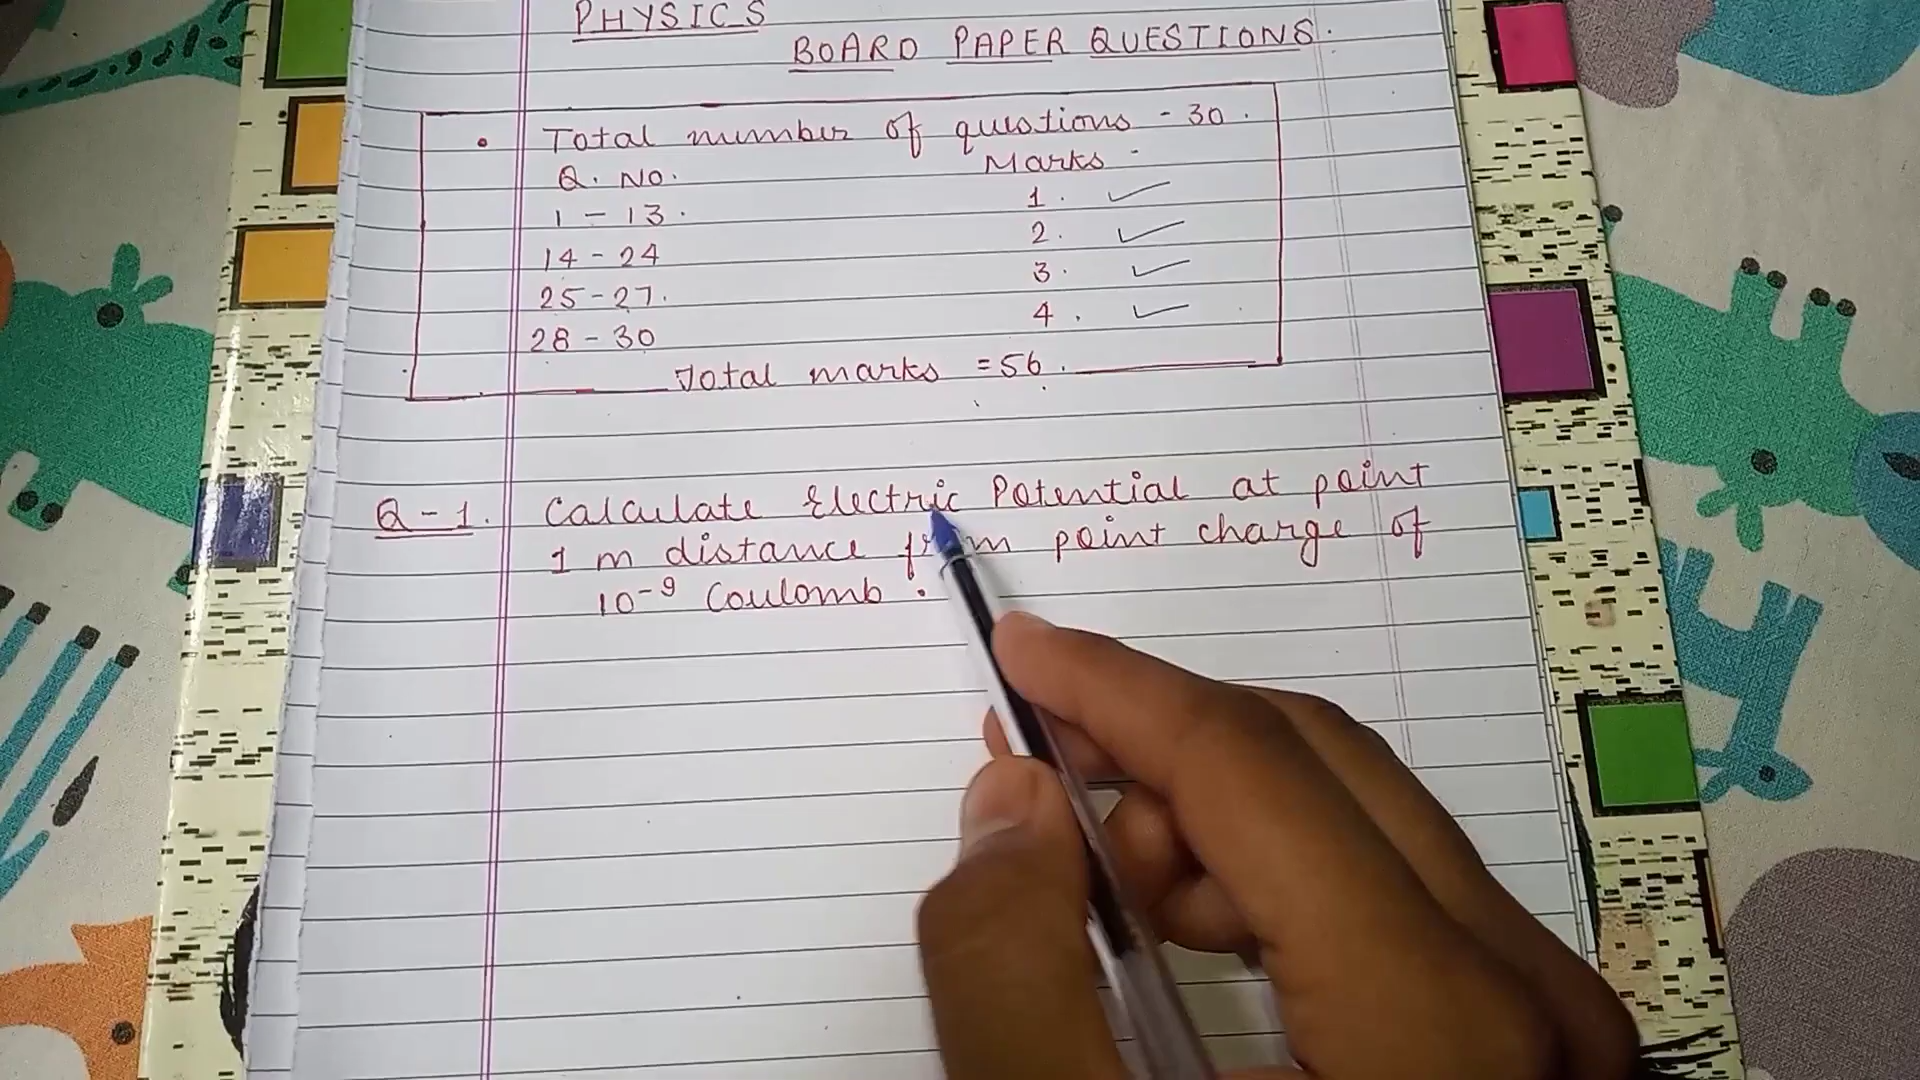 PHYSICS
BOARD PAPER QUESTIONS.
• Total number of questions - 30.
Q. No. Marks -
1 - 13. 1.
14 - 24 2.
25 - 27. 3.
28 - 30 4.
Total marks = 56.
Q - 1. Calculate Electric Potential at point
1 m distance from point charge of
10⁻⁹ Coulomb.